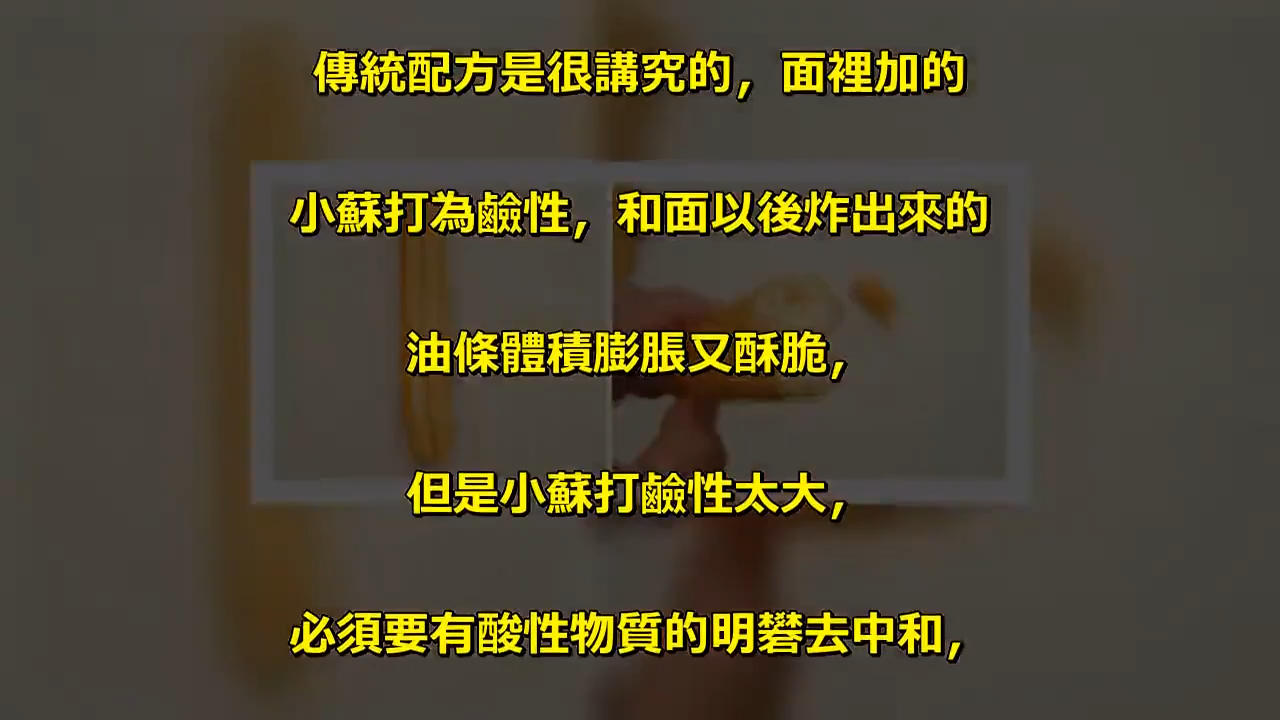 傳統配方是很講究的，面裡加的
小蘇打為鹼性，和面以後炸出來的
油條體積膨脹又酥脆，
但是小蘇打鹼性太大，
必須要有酸性物質的明礬去中和，